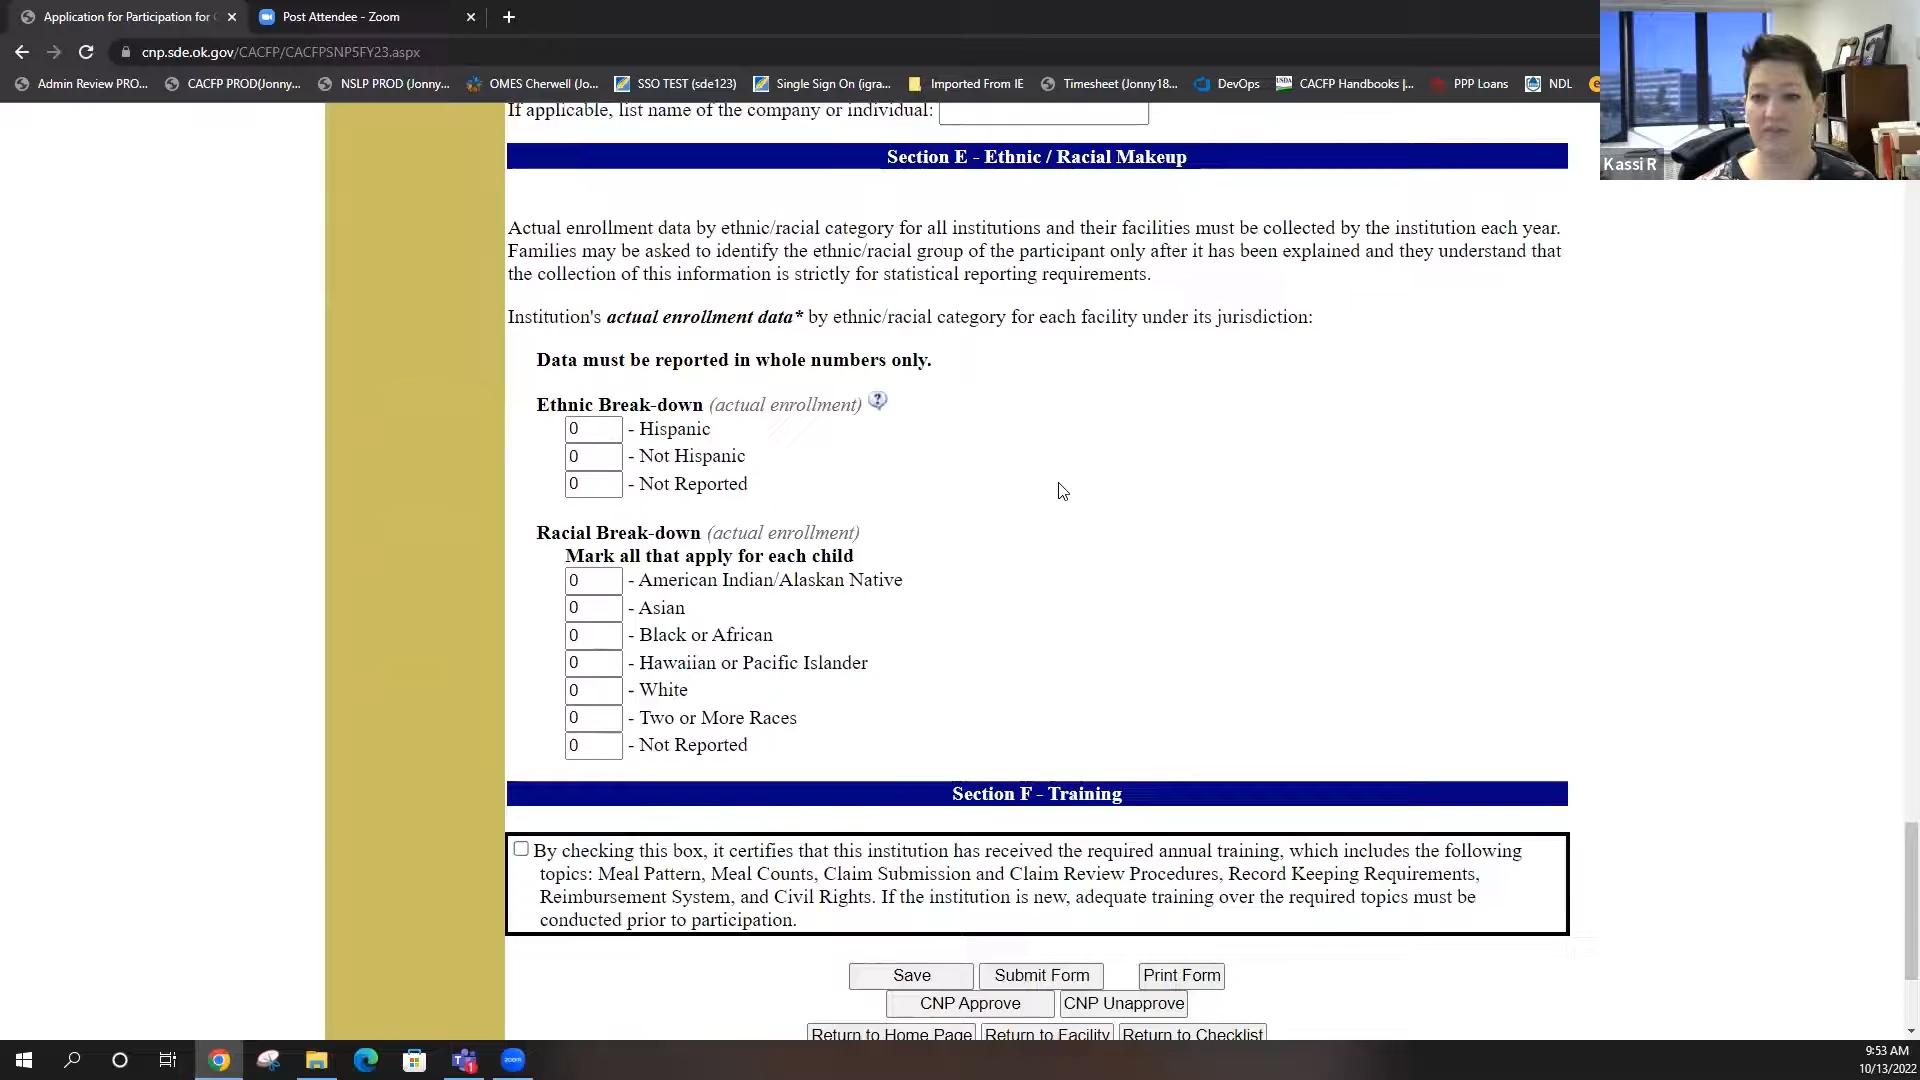 Application for Participation for
Post Attendee - Zoom
cnp.sde.ok.gov/CACFP/CACFPSNP5FY23.aspx
Admin Review PRO... CACFP PROD(Jonny... NSLP PROD (Jonny... OMES Cherwell (Jo... SSO TEST (sde123) Single Sign On (igra... Imported From IE Timesheet (Jonny18... DevOps CACFP Handbooks |... PPP Loans NDL
Kassi R
If applicable, list name of the company or individual:
Section E - Ethnic / Racial Makeup
Actual enrollment data by ethnic/racial category for all institutions and their facilities must be collected by the institution each year.
Families may be asked to identify the ethnic/racial group of the participant only after it has been explained and they understand that
the collection of this information is strictly for statistical reporting requirements.
Institution's actual enrollment data* by ethnic/racial category for each facility under its jurisdiction:
Data must be reported in whole numbers only.
Ethnic Break-down (actual enrollment) ?
0 - Hispanic
0 - Not Hispanic
0 - Not Reported
Racial Break-down (actual enrollment)
Mark all that apply for each child
0 - American Indian/Alaskan Native
0 - Asian
0 - Black or African
0 - Hawaiian or Pacific Islander
0 - White
0 - Two or More Races
0 - Not Reported
Section F - Training
By checking this box, it certifies that this institution has received the required annual training, which includes the following
topics: Meal Pattern, Meal Counts, Claim Submission and Claim Review Procedures, Record Keeping Requirements,
Reimbursement System, and Civil Rights. If the institution is new, adequate training over the required topics must be
conducted prior to participation.
Save Submit Form Print Form
CNP Approve CNP Unapprove
Return to Home Page Return to Facility Return to Checklist
9:53 AM
10/13/2022